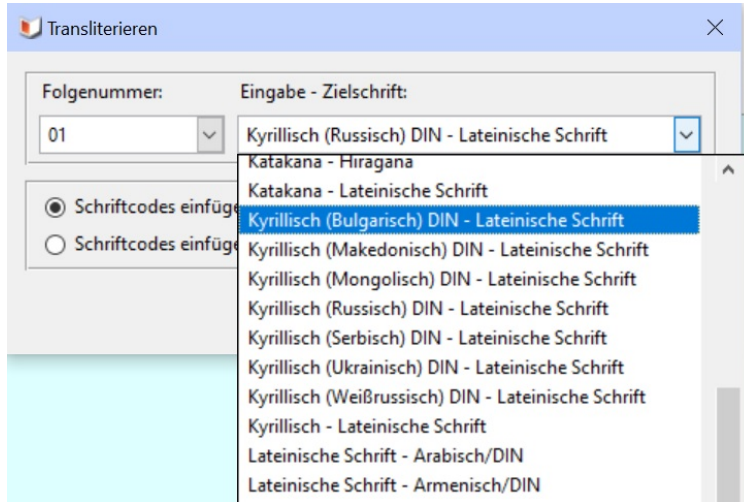 Transliterieren
Folgenummer: Eingabe - Zielschrift:
01 Kyrillisch (Russisch) DIN - Lateinische Schrift
Katakana - Hiragana
Katakana - Lateinische Schrift
Schriftcodes einfüge
Kyrillisch (Bulgarisch) DIN - Lateinische Schrift
Schriftcodes einfüge
Kyrillisch (Makedonisch) DIN - Lateinische Schrift
Kyrillisch (Mongolisch) DIN - Lateinische Schrift
Kyrillisch (Russisch) DIN - Lateinische Schrift
Kyrillisch (Serbisch) DIN - Lateinische Schrift
Kyrillisch (Ukrainisch) DIN - Lateinische Schrift
Kyrillisch (Weißrussisch) DIN - Lateinische Schrift
Kyrillisch - Lateinische Schrift
Lateinische Schrift - Arabisch/DIN
Lateinische Schrift - Armenisch/DIN